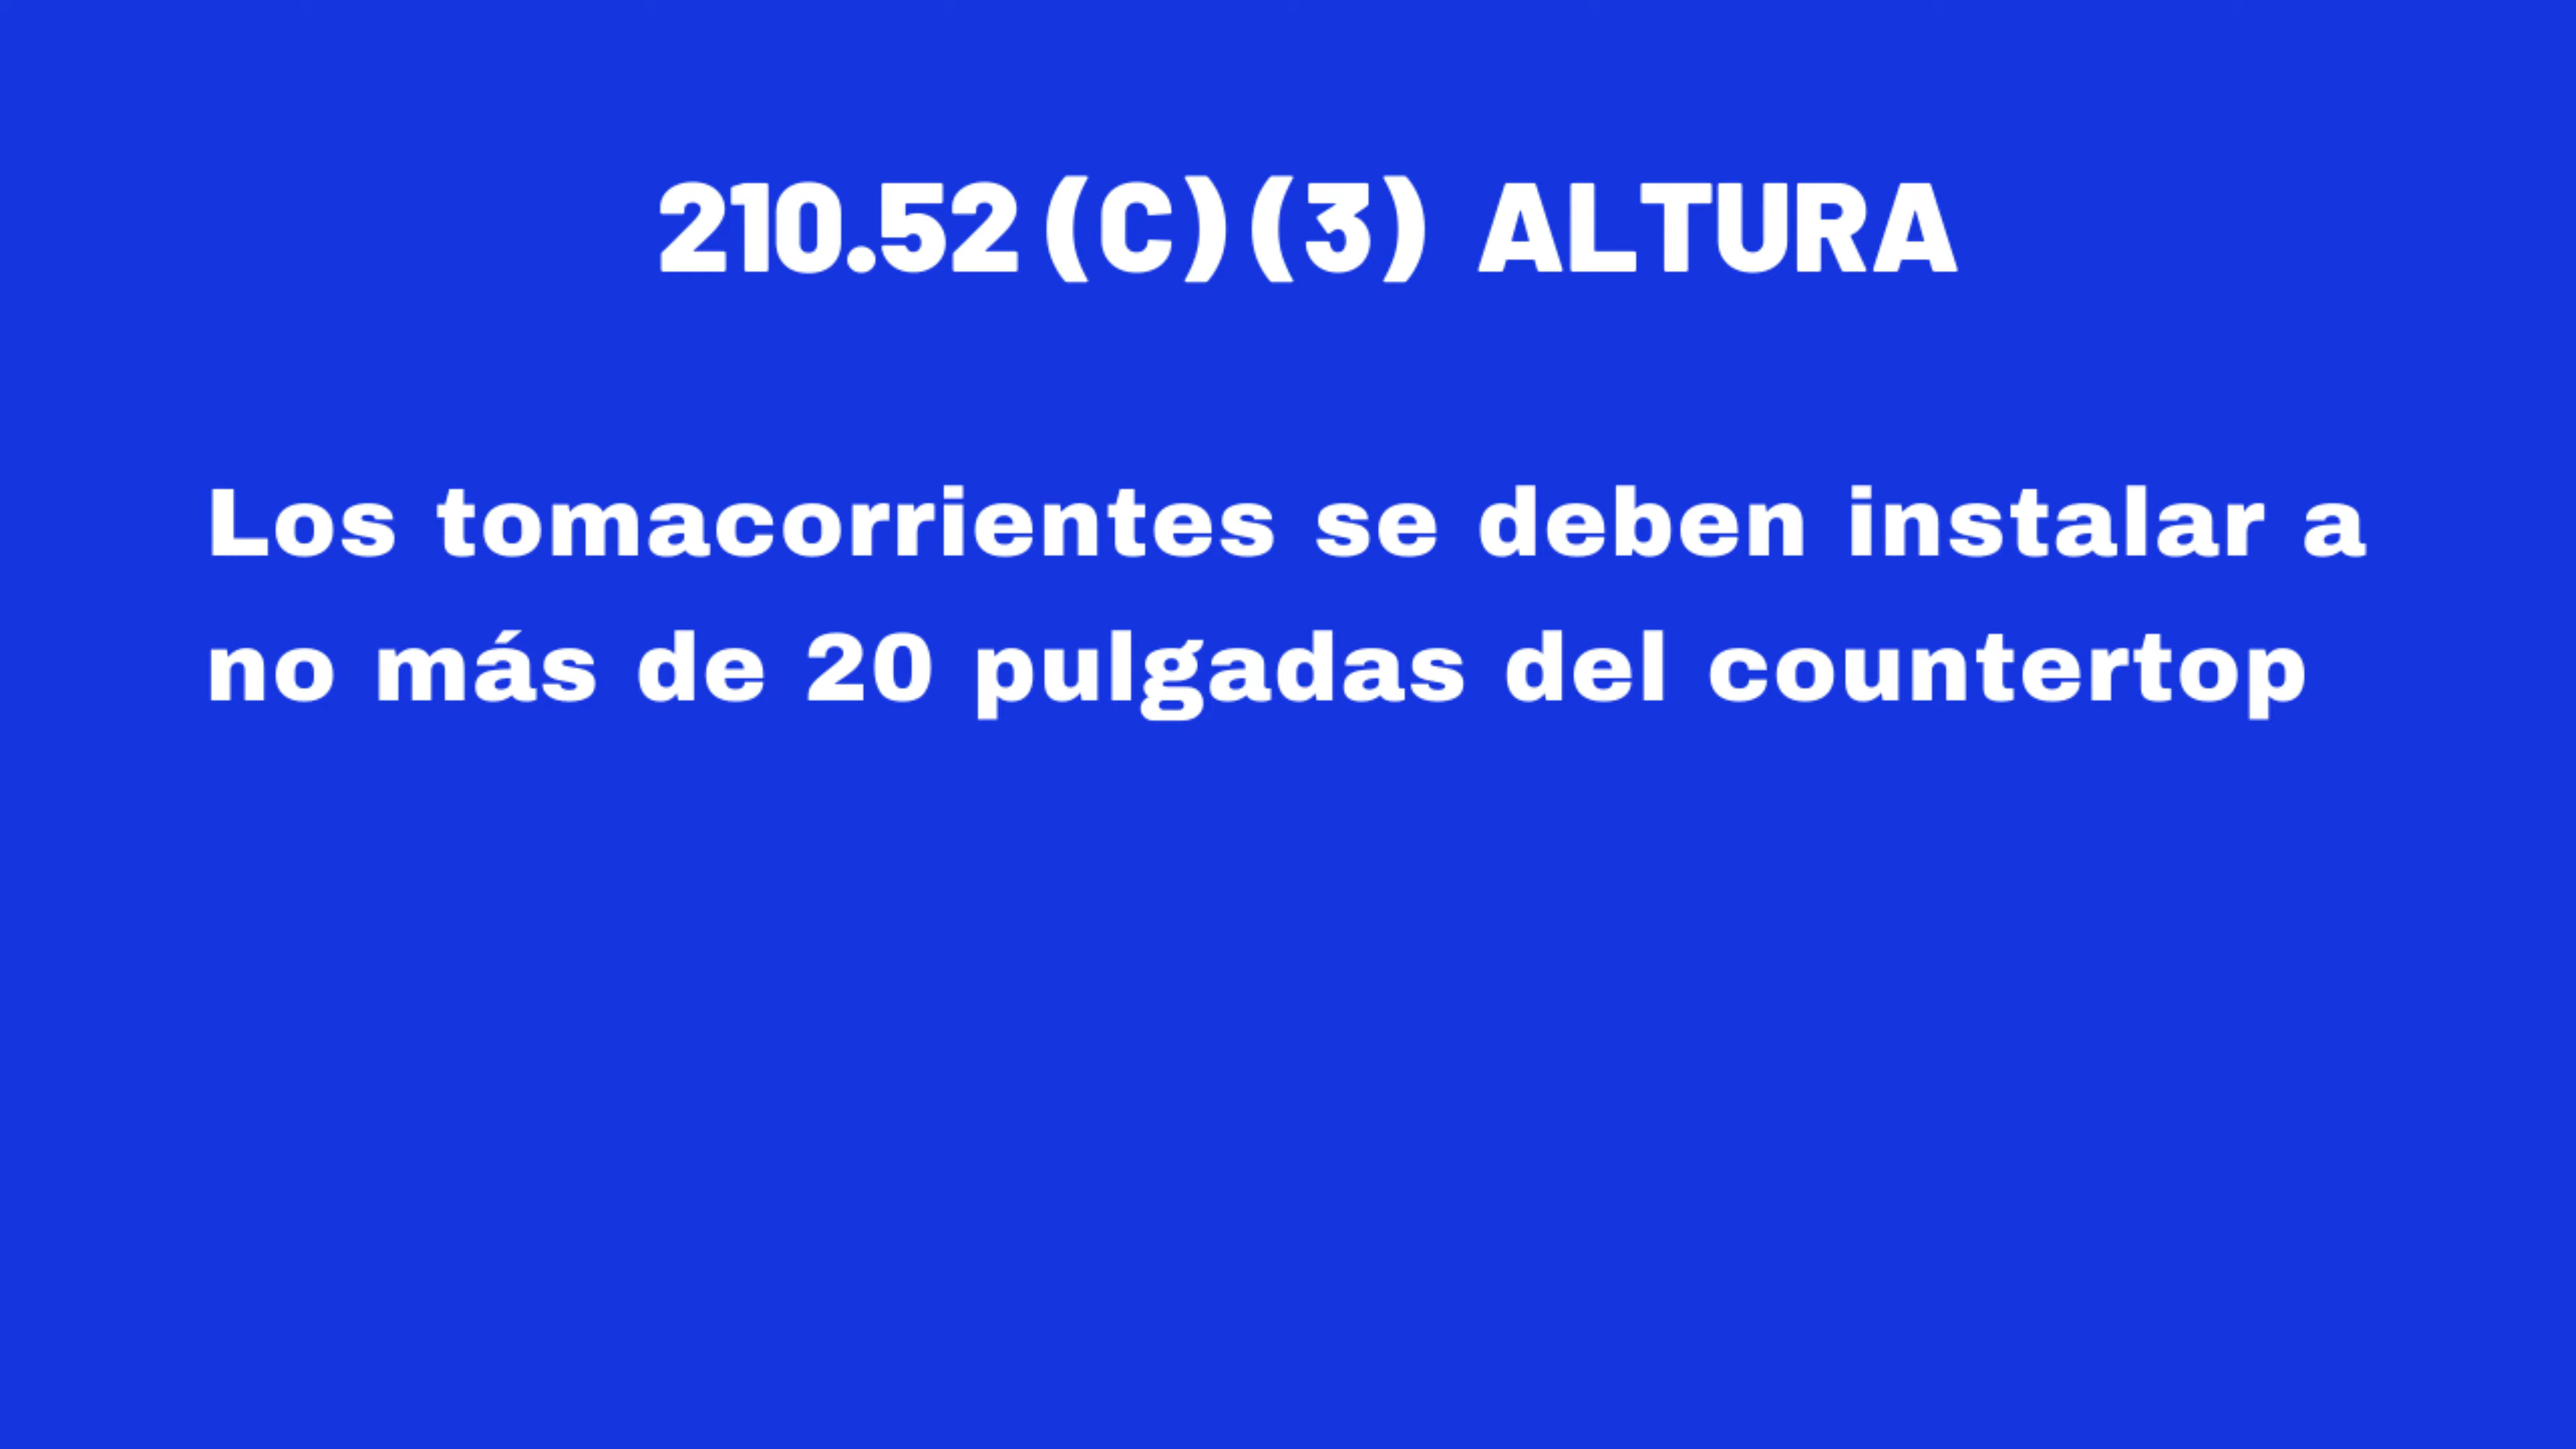 210.52(C)(3) ALTURA
Los tomacorrientes se deben instalar a
no más de 20 pulgadas del countertop